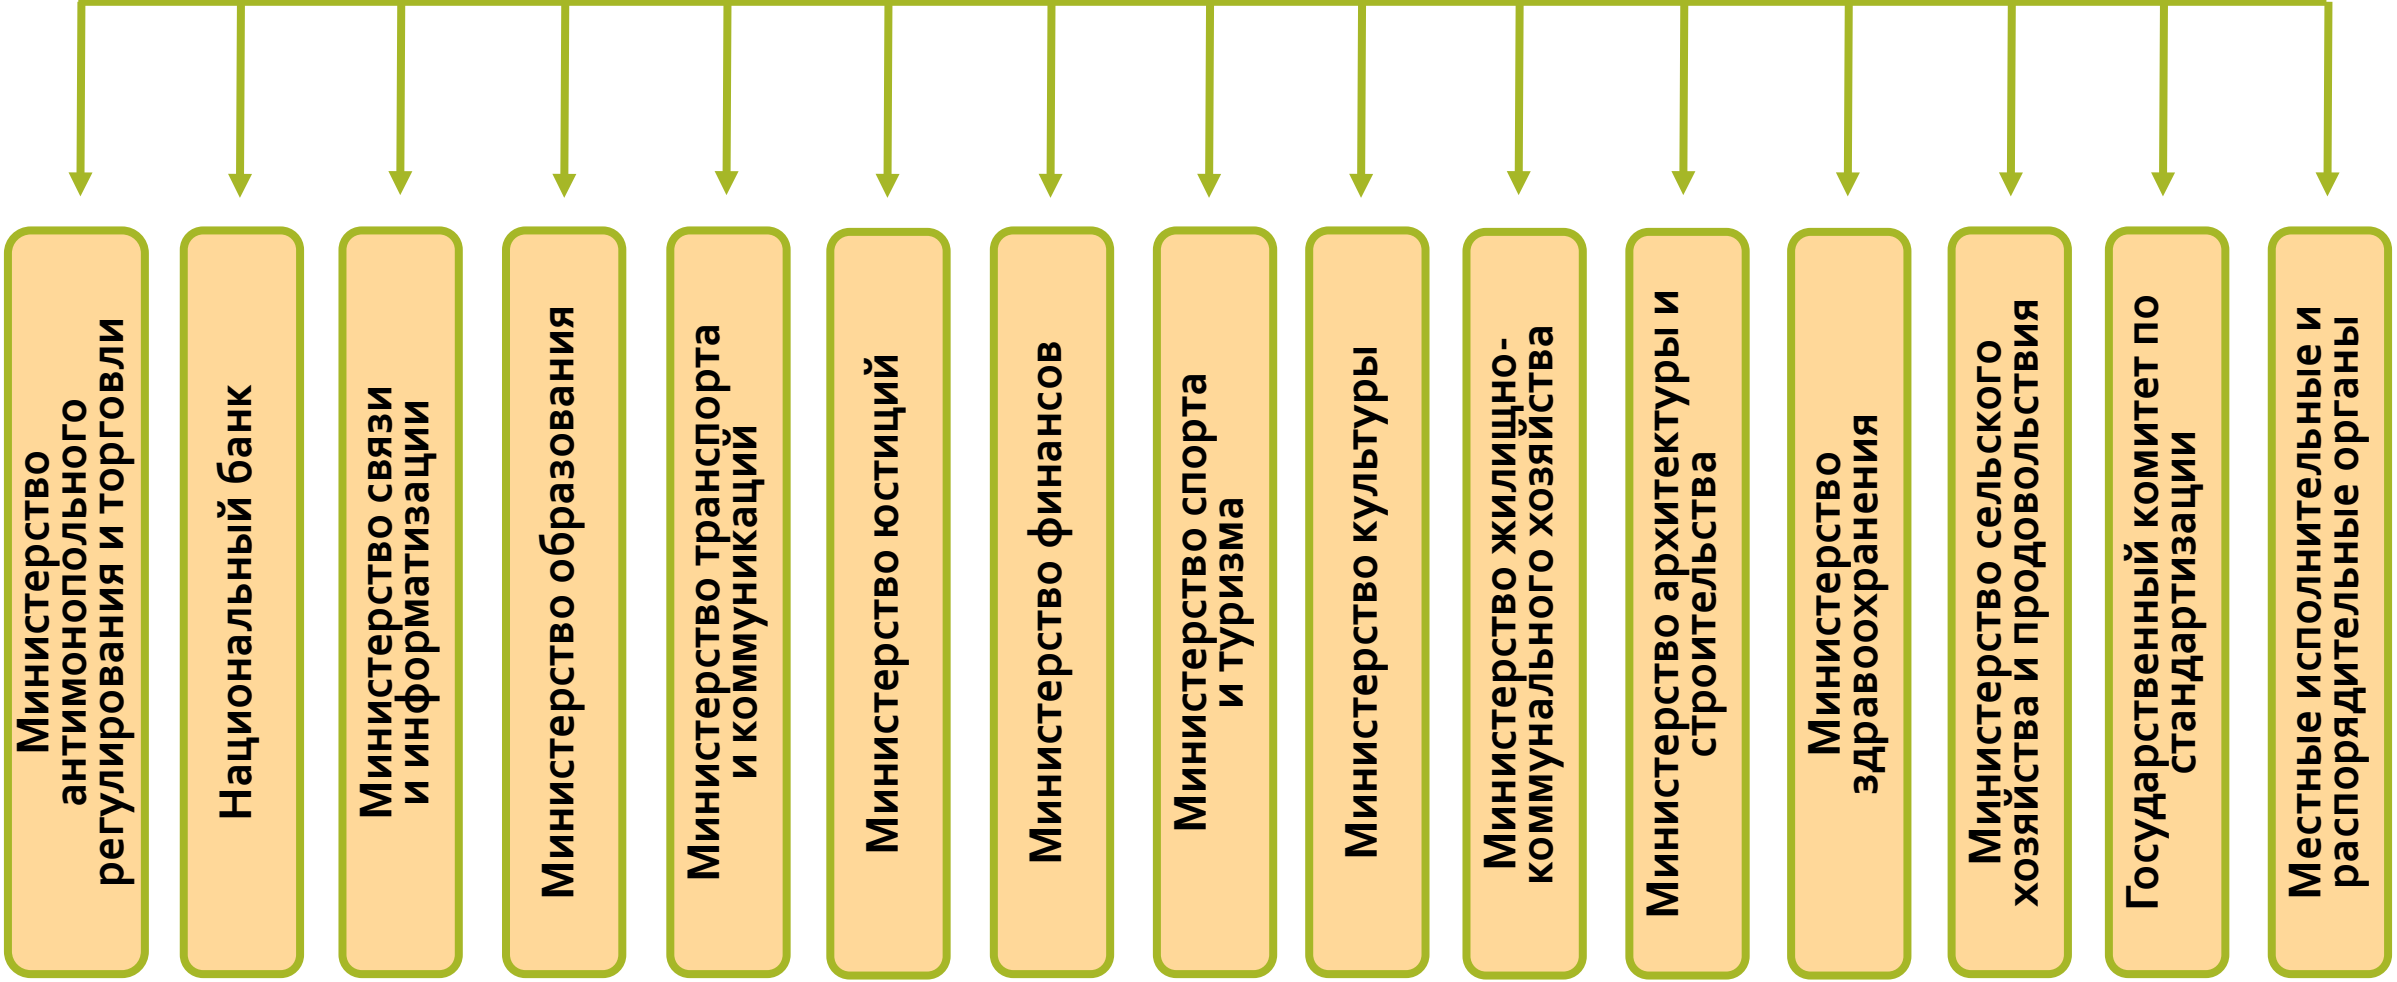 Министерство
антимонопольного
регулирования и торговли
Национальный банк
Министерство связи
и информатизации
Министерство образования
Министерство транспорта
и коммуникаций
Министерство юстиций
Министерство финансов
Министерство спорта
и туризма
Министерство культуры
Министерство жилищно-
коммунального хозяйства
Министерство архитектуры и
строительства
Министерство
здравоохранения
Министерство сельского
хозяйства и продовольствия
Государственный комитет по
стандартизации
Местные исполнительные и
распорядительные органы